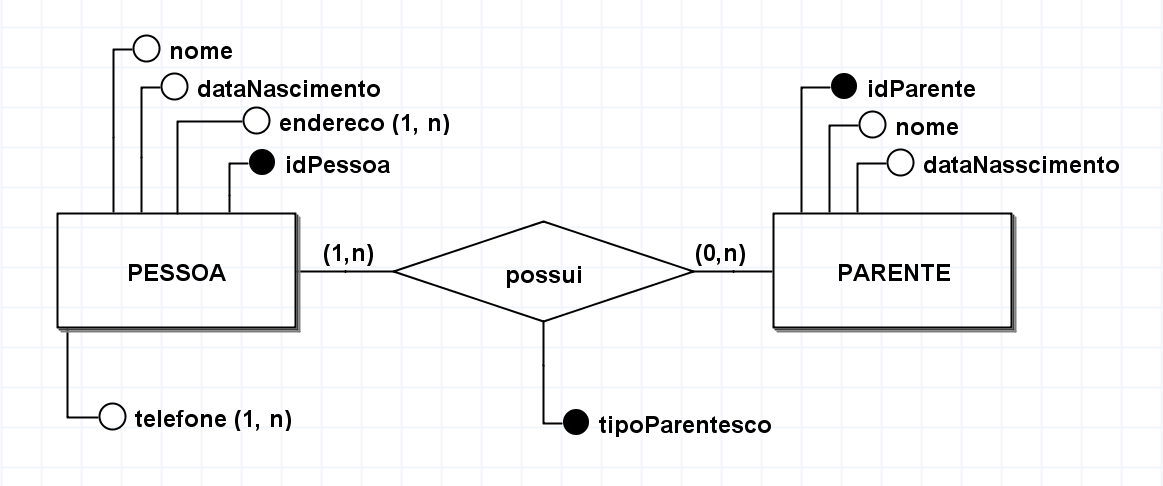 nome
dataNascimento
endereco (1, n)
idPessoa
idParente
nome
dataNasscimento
PESSOA
(1,n)
possui
(0,n)
PARENTE
telefone (1, n)
tipoParentesco